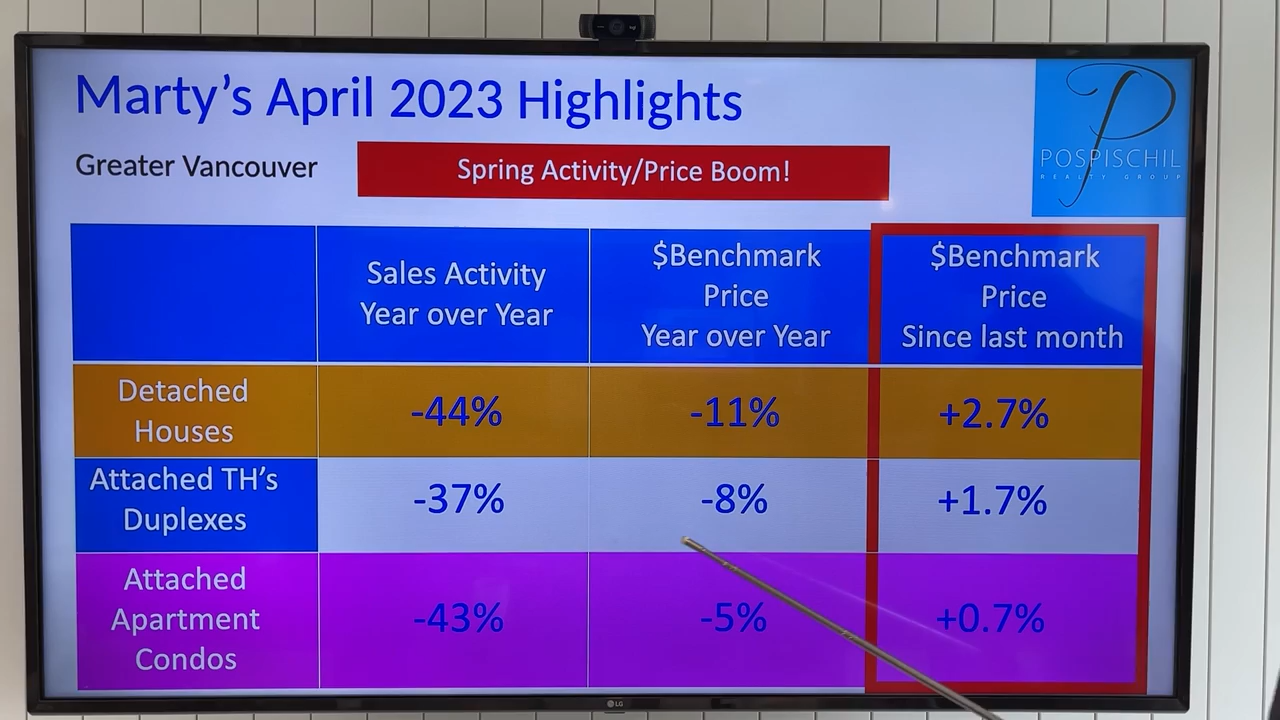 Marty's April 2023 Highlights
Greater Vancouver
Spring Activity/Price Boom!
P
POSPISCHIL
REALTY GROUP
Sales Activity
Year over Year
$Benchmark
Price
Year over Year
$Benchmark
Price
Since last month
Detached
Houses
-44%
-11%
+2.7%
Attached TH's
Duplexes
-37%
-8%
+1.7%
Attached
Apartment
Condos
-43%
-5%
+0.7%
LG